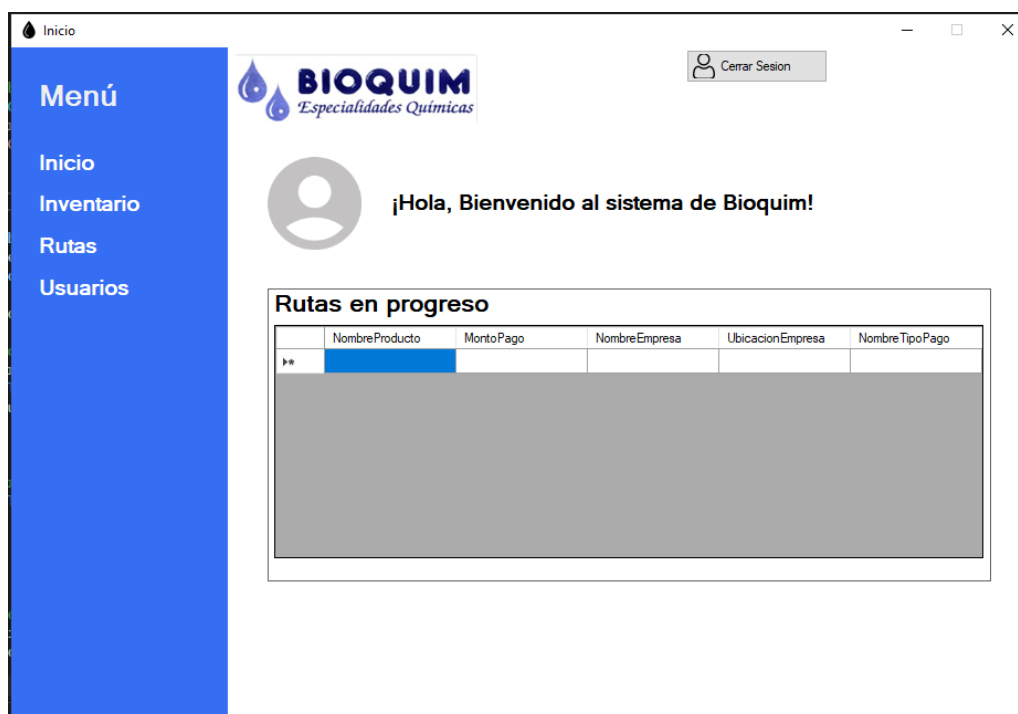 Inicio
Menú
Inicio
Inventario
Rutas
Usuarios
BIOQUIM
Especialidades Químicas
Cerrar Sesion
¡Hola, Bienvenido al sistema de Bioquim!
Rutas en progreso
NombreProducto MontoPago NombreEmpresa UbicacionEmpresa NombreTipoPago